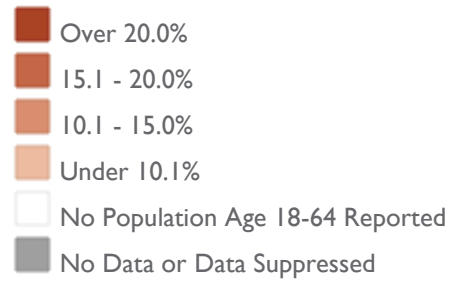 Over 20.0%
15.1 - 20.0%
10.1 - 15.0%
Under 10.1%
No Population Age 18-64 Reported
No Data or Data Suppressed